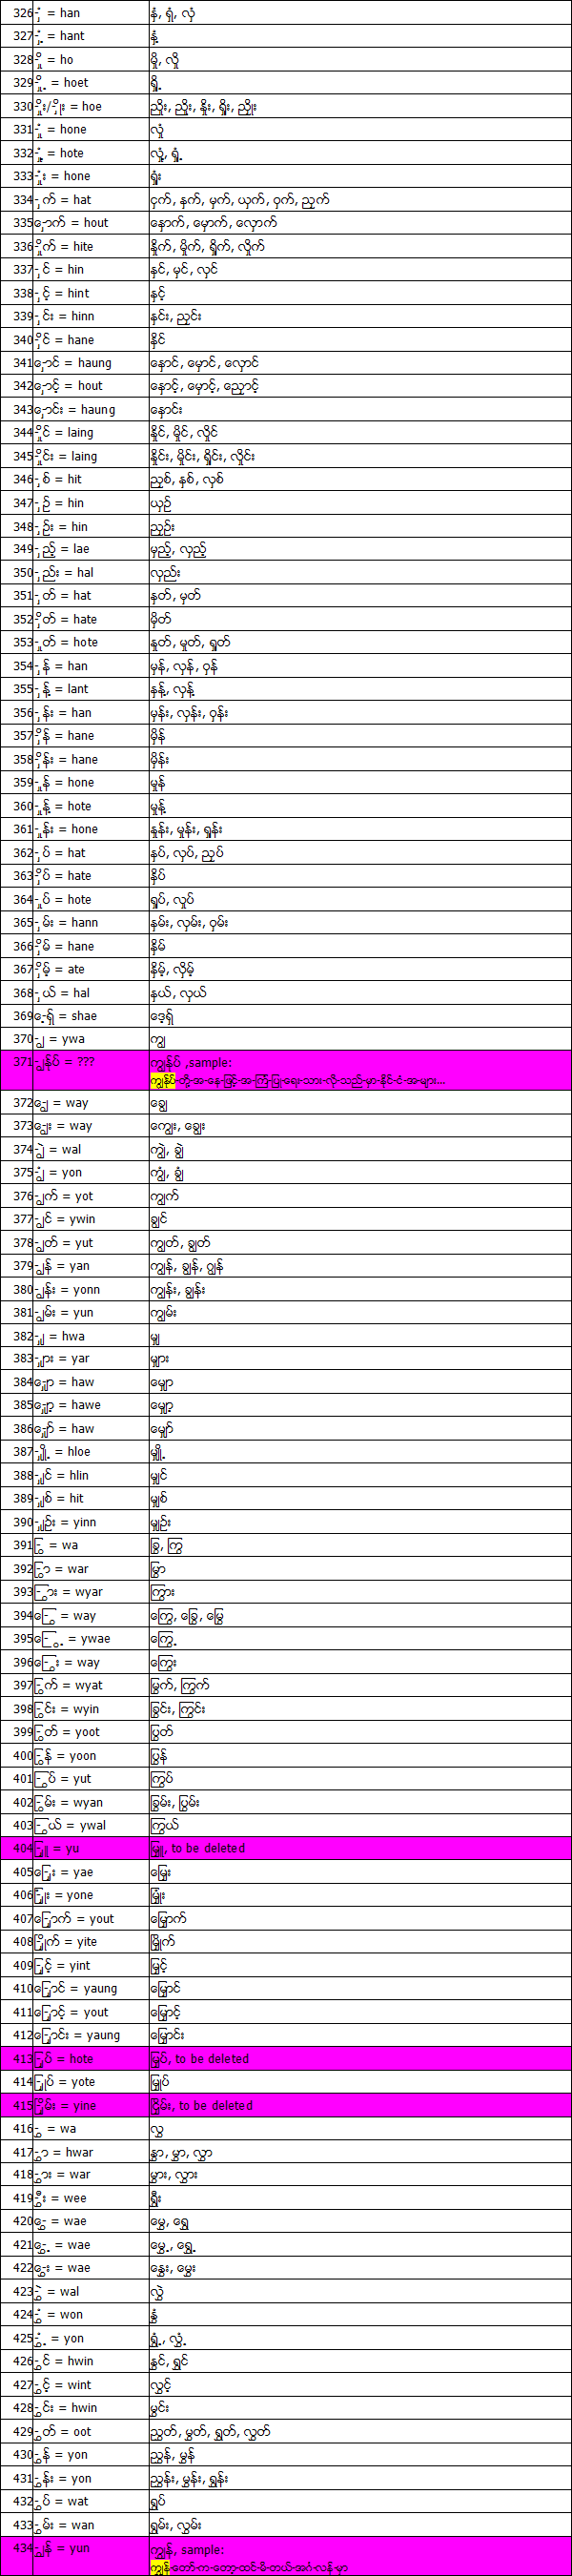 326 -ှံ = han နှံ, ရှံ, လှံ
327 -ှံ့ = hant နှံ့
328 -ှို = ho မှို, လှို
329 -ှို့ = hoet ရှို့
330 -ှိုး/-ှိုး = hoe ညှိုး, ညှိုး, နှိုး, ရှိုး, ညှိုး
331 -ှုံ = hone လှုံ
332 -ှုံ့ = hote လှုံ့, ရှုံ့
333 -ှုံး = hone ရှုံး
334 -ှက် = hat ငှက်, နှက်, မှက်, ယှက်, ဝှက်, ညှက်
335 ေ-ှာက် = hout နှောက်, မှောက်, လှောက်
336 -ှိုက် = hite နှိုက်, မှိုက်, ရှိုက်, လှိုက်
337 -ှင် = hin နှင်, မှင်, လှင်
338 -ှင့် = hint နှင့်
339 -ှင်း = hinn နှင်း, ညှင်း
340 -ှိင် = hane နှိင်
341 ေ-ှာင် = haung နှောင်, မှောင်, လှောင်
342 ေ-ှာင့် = hout နှောင့်, မှောင့်, ညှောင့်
343 ေ-ှာင်း = haung နှောင်း
344 -ှိုင် = laing နှိုင်, မှိုင်, လှိုင်
345 -ှိုင်း = laing နှိုင်း, မှိုင်း, ရှိုင်း, လှိုင်း
346 -ှစ် = hit ညှစ်, နှစ်, လှစ်
347 -ှဉ် = hin ယှဉ်
348 -ှဉ်း = hin ညှဉ်း
349 -ှည့် = lae မှည့်, လှည့်
350 -ှည်း = hal လှည်း
351 -ှတ် = hat နှတ်, မှတ်
352 -ှိတ် = hate မှိတ်
353 -ှုတ် = hote နှုတ်, မှုတ်, ရှုတ်
354 -ှန် = han မှန်, လှန်, ဝှန်
355 -ှန့် = lant နှန့်, လှန့်
356 -ှန်း = han မှန်း, လှန်း, ဝှန်း
357 -ှိန် = hane မှိန်
358 -ှိန်း = hane မှိန်း
359 -ှုန် = hone မှုန်
360 -ှုန့် = hote မှုန့်
361 -ှုန်း = hone နှုန်း, မှုန်း, ရှုန်း
362 -ှပ် = hat နှပ်, လှပ်, ညှပ်
363 -ှိပ် = hate နှိပ်
364 -ှုပ် = hote ရှုပ်, လှုပ်
365 -ှမ်း = hann နှမ်း, လှမ်း, ဝှမ်း
366 -ှိမ် = hane နှိမ်
367 -ှိမ့် = ate နှိမ့်, လှိမ့်
368 -ှယ် = hal နှယ်, လှယ်
369 ေ-့ရှ် = shae ဒေ့ရှ်
370 -ျွ = ywa ကျွ
371 -ျွန်ုပ် = ??? ကျွန်ုပ် ,sample:
ကျွန်ုပ်-တို့-အ-နေ-ဖြင့်-အ-ကြံ-ပြု-ရေး-သား-လို-သည်-မှာ-နိုင်-ငံ-အ-များ...
372 ေ-ျွ = way ချွေ
373 ေ-ျွး = way ကျွေး, ချွေး
374 -ျွဲ = wal ကျွဲ, ချွဲ
375 -ျွံ = yon ကျွံ, ချွံ
376 -ျွက် = yot ကျွက်
377 -ျွင် = ywin ချွင်
378 -ျွတ် = yut ကျွတ်, ချွတ်
379 -ျွန် = yan ကျွန်, ချွန်, ဂျွန်
380 -ျွန်း = yonn ကျွန်း, ချွန်း
381 -ျွမ်း = yun ကျွမ်း
382 -ျှ = hwa မျှ
383 -ျှား = yar မျှား
384 ေ-ျှာ = haw မျှော
385 ေ-ျှာ့ = hawe မျှော့
386 ေ-ျှာ် = haw မျှော်
387 -ျှို့ = hloe မျှို့
388 -ျှင် = hlin မျှင်
389 -ျှစ် = hit မျှစ်
390 -ျှဉ်း = yinn မျှဉ်း
391 -ြွ = wa ခြွ, ကြွ
392 -ြွာ = war မြွာ
393 -ြွား = wyar ကြွား
394 ေ-ြွ = way ကြွေ, ခြွေ, မြွေ
395 ေ-ြွ့ = ywae ကြွေ့
396 ေ-ြွး = way ကြွေး
397 -ြွက် = wyat မြွက်, ကြွက်
398 -ြွင်း = wyin ခြွင်း, ကြွင်း
399 -ြွတ် = yoot ပြွတ်
400 -ြွန် = yoon ပြွန်
401 -ြွပ် = yut ကြွပ်
402 -ြွမ်း = wyan ခြွမ်း, ပြွမ်း
403 -ြွယ် = ywal ကြွယ်
404 -ြှူ = yu မြှူ, to be deleted
405 ေ-ြှး = yae မြှေး
406 -ြှုံး = yone မြှုံး
407 ေ-ြှာက် = yout မြှောက်
408 -ြှိုက် = yite မြှိုက်
409 -ြှင့် = yint မြှင့်
410 ေ-ြှာင် = yaung မြှောင်
411 ေ-ြှာင့် = yout မြှောင့်
412 ေ-ြှာင်း = yaung မြှောင်း
413 -ြှပ် = hote မြှပ်, to be deleted
414 -ြှုပ် = yote မြှုပ်
415 -ြှိမ်း = yine ငြှိမ်း, to be deleted
416 -ွှ = wa လွှ
417 -ွှာ = hwar နွှာ, မွှာ, လွှာ
418 -ွှား = war မွှား, လွှား
419 -ွှီး = wee ရွှီး
420 ေ-ွှ = wae မွှေ, ရွှေ
421 ေ-ွှ့ = wae မွှေ့, ရွှေ့
422 ေ-ွှး = wae နွှေး, မွှေး
423 -ွှဲ = wal လွှဲ
424 -ွှံ = won နွှံ
425 -ွှံ့ = yon ရွှံ့, လွှံ့
426 -ွှင် = hwin နွှင်, ရွှင်
427 -ွှင့် = wint လွှင့်
428 -ွှင်း = hwin မွှင်း
429 -ွှတ် = oot ညွှတ်, မွှတ်, ရွှတ်, လွှတ်
430 -ွှန် = yon ညွှန်, မွှန်
431 -ွှန်း = yon ညွှန်း, မွှန်း, ရွှန်း
432 -ွှပ် = wat ရွှပ်
433 -ွှမ်း = wan ရွှမ်း, လွှမ်း
434 -ျွှန် = yun ကျွှန်, sample:
ကျွှန်-တော်-က-တော့-ထင်-မိ-တယ်-အင်္ဂ-လန်-မှာ